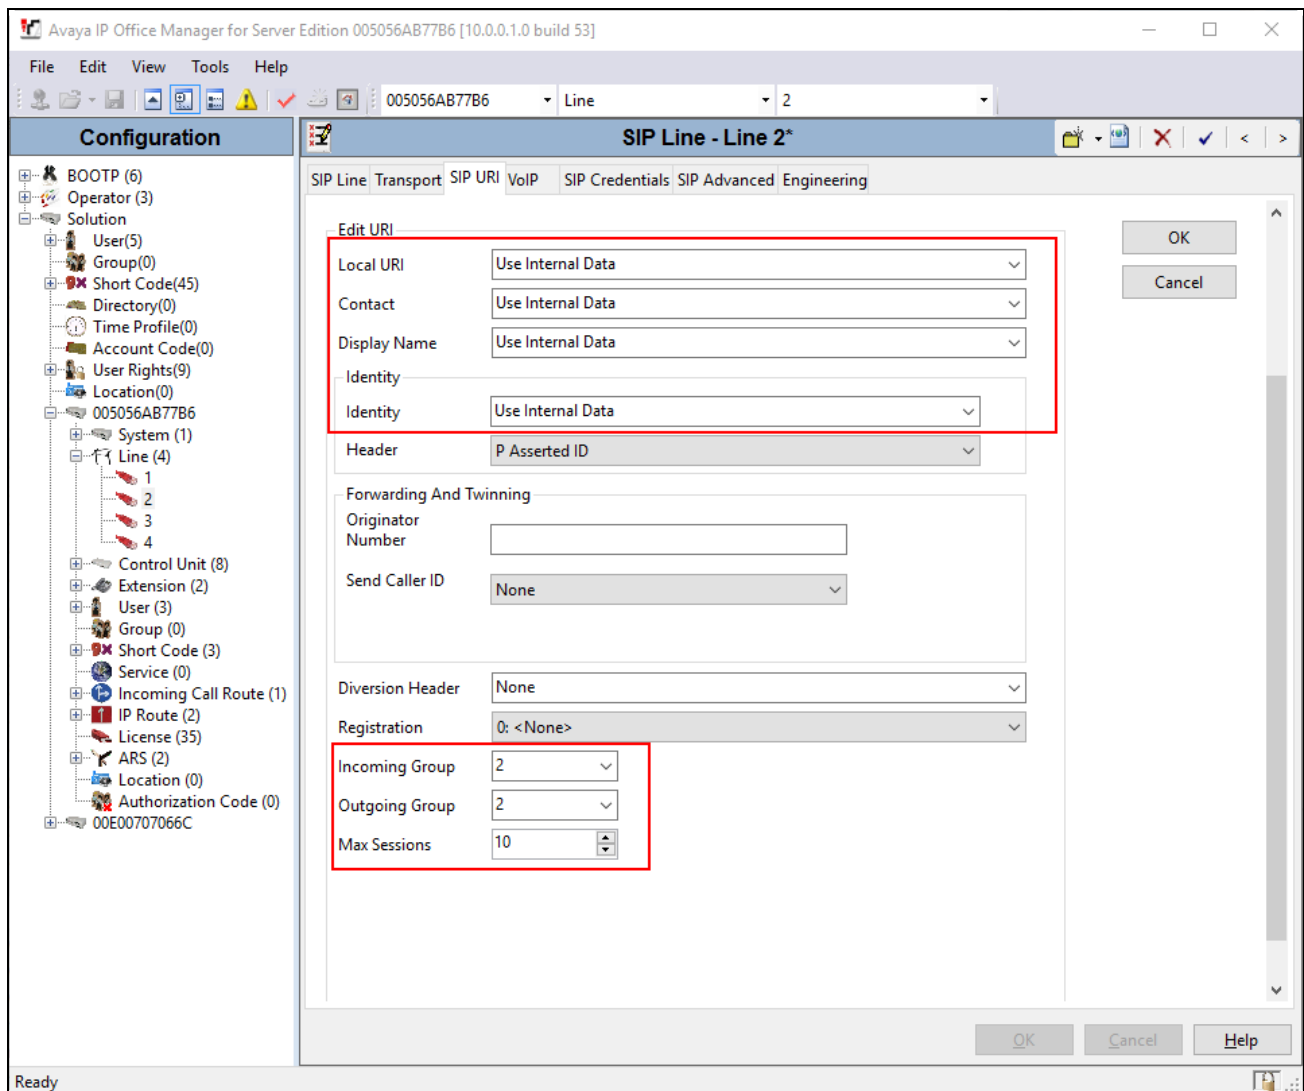 Avaya IP Office Manager for Server Edition 005056AB77B6 [10.0.0.1.0 build 53]
File Edit View Tools Help
005056AB77B6 Line 2
Configuration
BOOTP (6)
Operator (3)
Solution
User(5)
Group(0)
Short Code(45)
Directory(0)
Time Profile(0)
Account Code(0)
User Rights(9)
Location(0)
005056AB77B6
System (1)
Line (4)
1
2
3
4
Control Unit (8)
Extension (2)
User (3)
Group (0)
Short Code (3)
Service (0)
Incoming Call Route (1)
IP Route (2)
License (35)
ARS (2)
Location (0)
Authorization Code (0)
00E00707066C
SIP Line - Line 2*
SIP Line Transport SIP URI VoIP SIP Credentials SIP Advanced Engineering
Edit URI
Local URI Use Internal Data
Contact Use Internal Data
Display Name Use Internal Data
Identity
Identity Use Internal Data
Header P Asserted ID
Forwarding And Twinning
Originator
Number
Send Caller ID None
Diversion Header None
Registration 0: <None>
Incoming Group 2
Outgoing Group 2
Max Sessions 10
OK
Cancel
OK Cancel Help
Ready